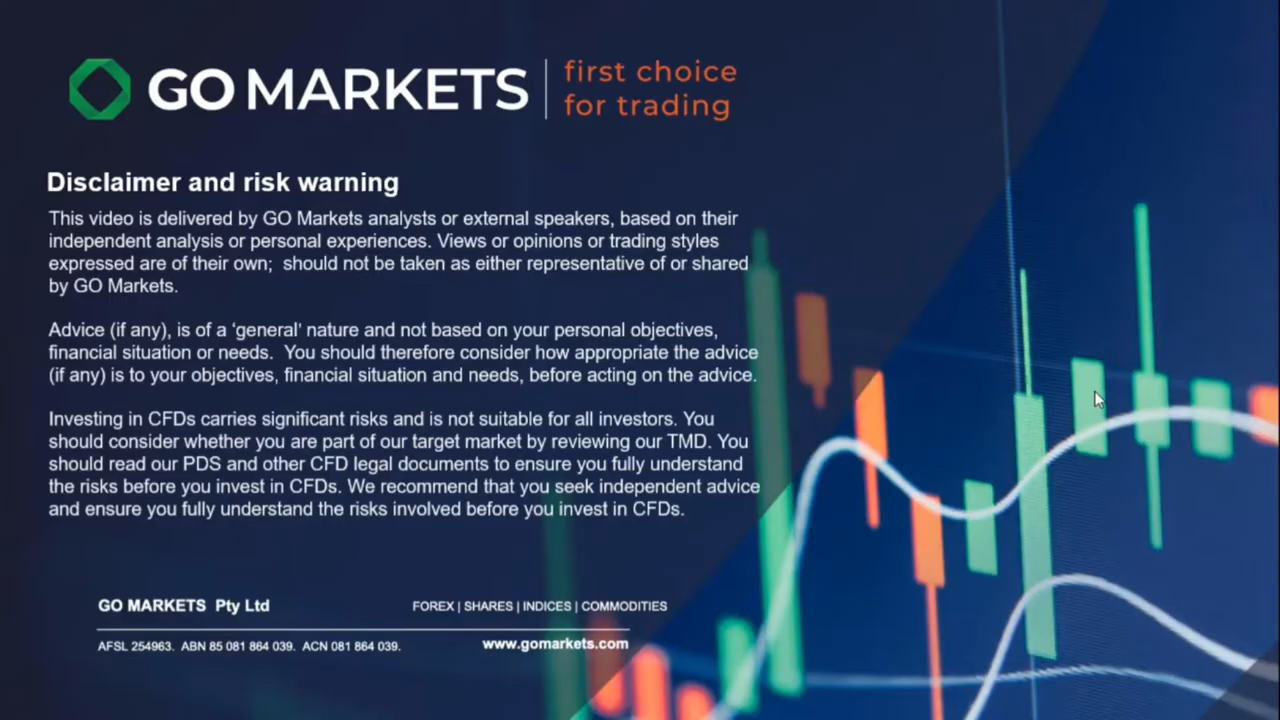 GO MARKETS
first choice
for trading
Disclaimer and risk warning
This video is delivered by GO Markets analysts or external speakers, based on their
independent analysis or personal experiences. Views or opinions or trading styles
expressed are of their own;  should not be taken as either representative of or shared
by GO Markets.
Advice (if any), is of a ‘general’ nature and not based on your personal objectives,
financial situation or needs.  You should therefore consider how appropriate the advice
(if any) is to your objectives, financial situation and needs, before acting on the advice.
Investing in CFDs carries significant risks and is not suitable for all investors. You
should consider whether you are part of our target market by reviewing our TMD. You
should read our PDS and other CFD legal documents to ensure you fully understand
the risks before you invest in CFDs. We recommend that you seek independent advice
and ensure you fully understand the risks involved before you invest in CFDs.
GO MARKETS  Pty Ltd
FOREX | SHARES | INDICES | COMMODITIES
AFSL 254963.  ABN 85 081 864 039.  ACN 081 864 039.
www.gomarkets.com